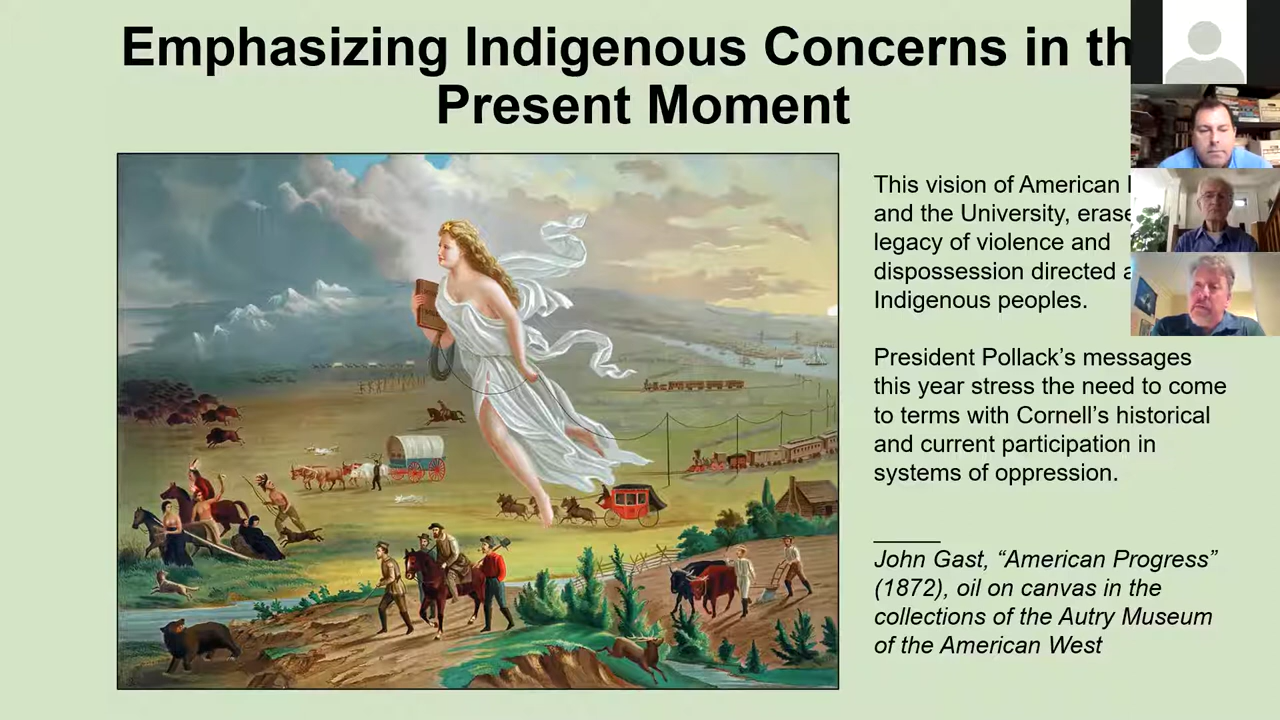 Emphasizing Indigenous Concerns in th
Present Moment
This vision of American
and the University, erase
legacy of violence and
dispossession directed
Indigenous peoples.
President Pollack’s messages
this year stress the need to come
to terms with Cornell’s historical
and current participation in
systems of oppression.
John Gast, “American Progress”
(1872), oil on canvas in the
collections of the Autry Museum
of the American West